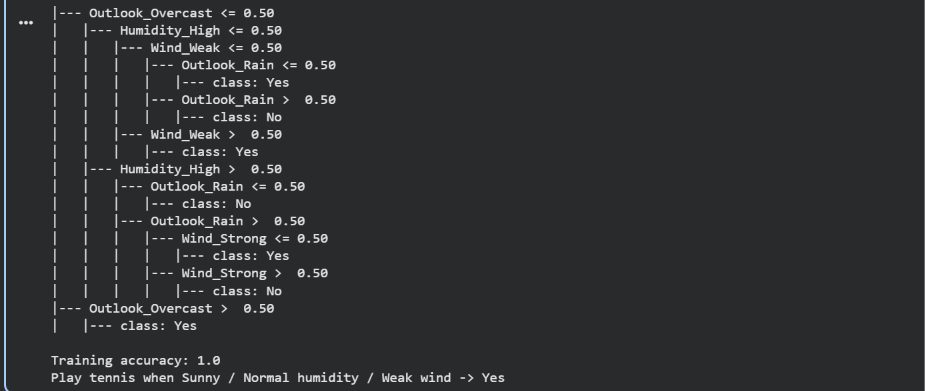 |--- Outlook_Overcast <= 0.50
|   |--- Humidity_High <= 0.50
|   |   |--- Wind_Weak <= 0.50
|   |   |   |--- Outlook_Rain <= 0.50
|   |   |   |   |--- class: Yes
|   |   |   |--- Outlook_Rain >  0.50
|   |   |   |   |--- class: No
|   |   |--- Wind_Weak >  0.50
|   |   |   |--- class: Yes
|   |--- Humidity_High >  0.50
|   |   |--- Outlook_Rain <= 0.50
|   |   |   |--- class: No
|   |   |--- Outlook_Rain >  0.50
|   |   |   |--- Wind_Strong <= 0.50
|   |   |   |   |--- class: Yes
|   |   |   |--- Wind_Strong >  0.50
|   |   |   |   |--- class: No
|--- Outlook_Overcast >  0.50
|   |--- class: Yes

Training accuracy: 1.0
Play tennis when Sunny / Normal humidity / Weak wind -> Yes